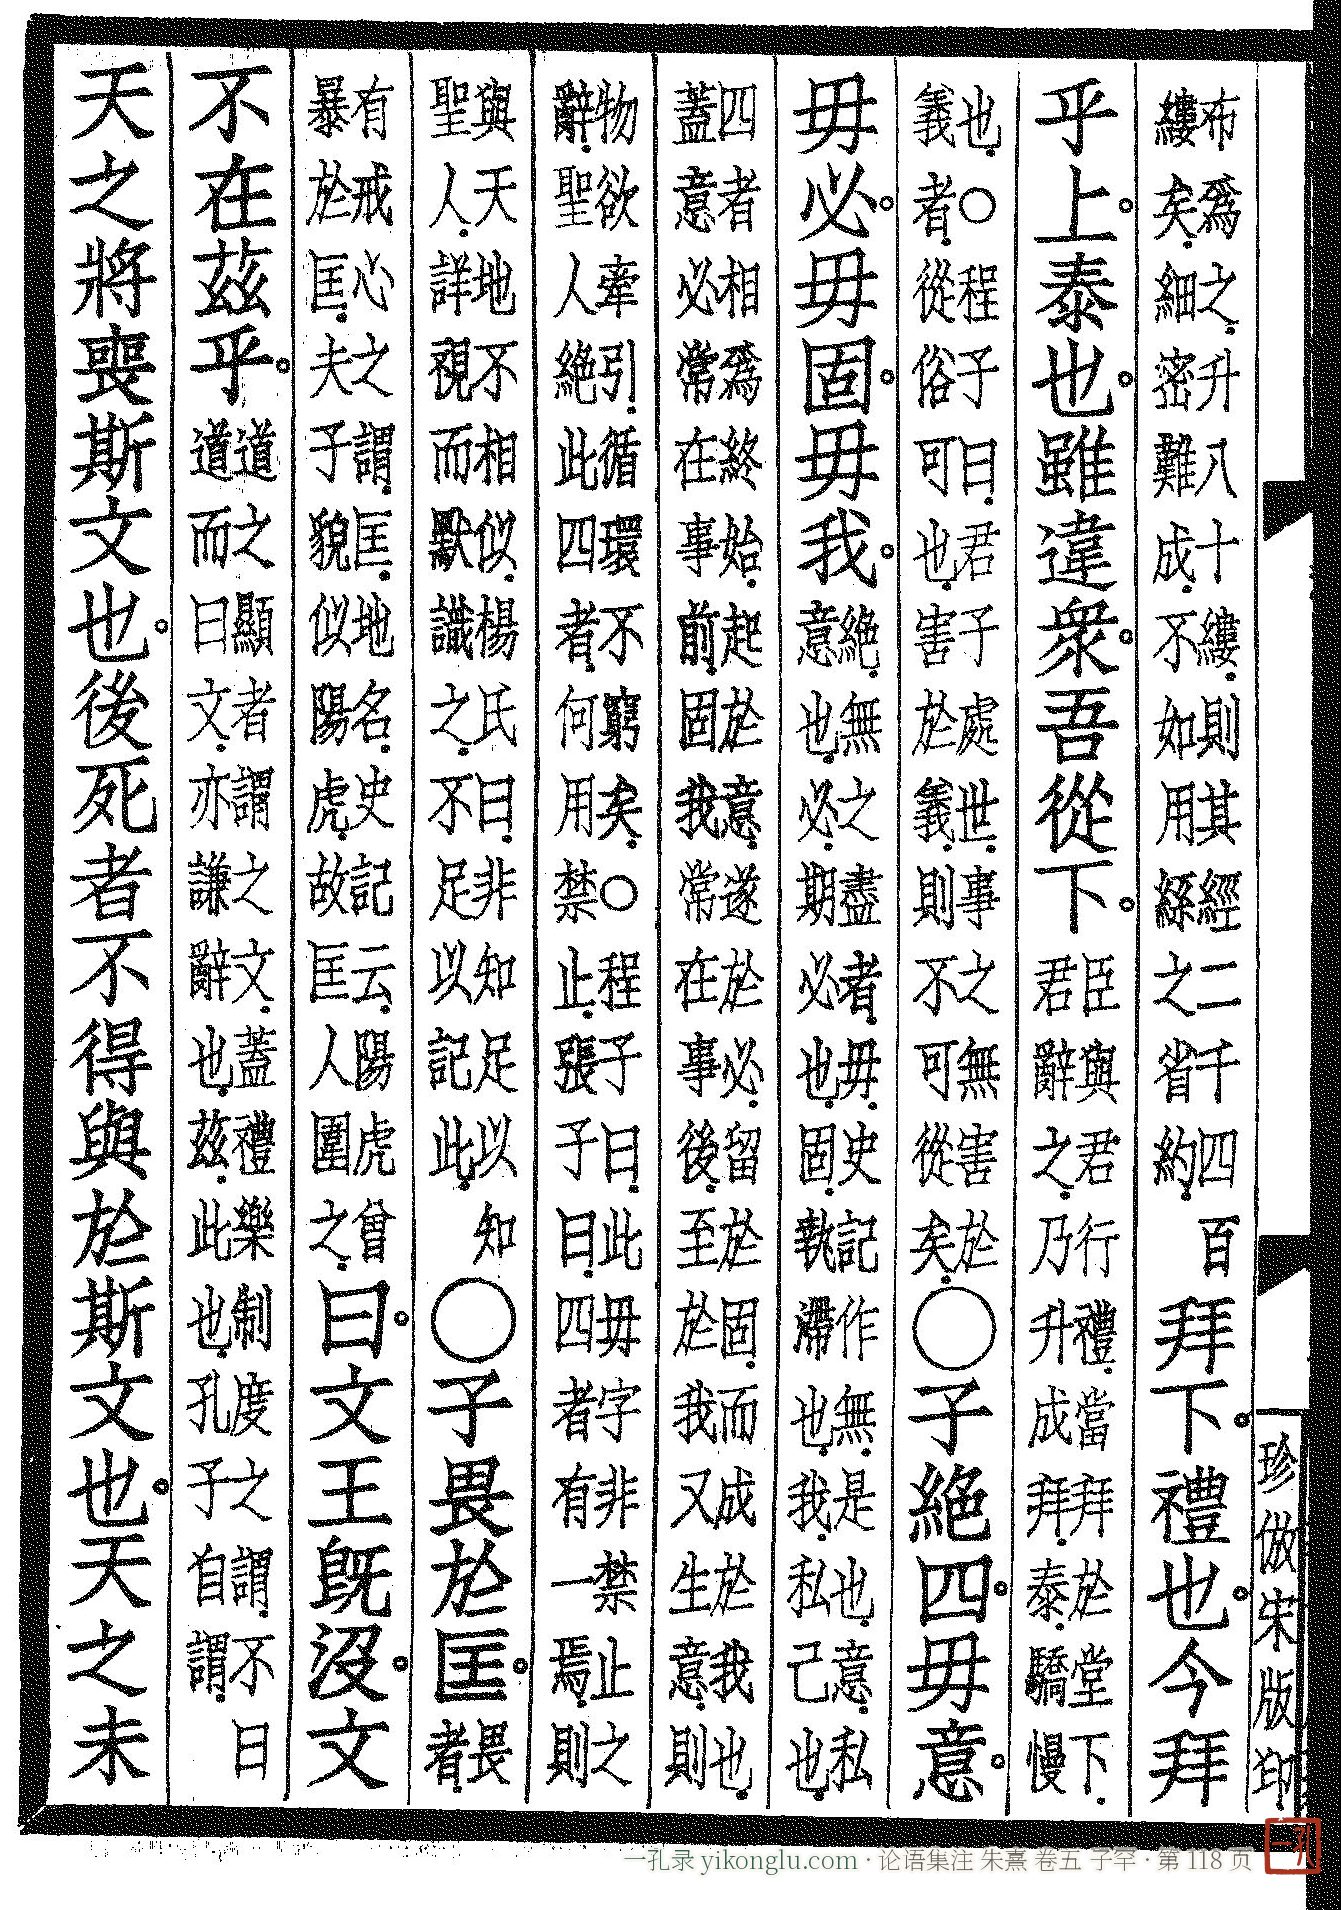 珍倣宋版印
布爲之.升八十縷.則其經二千四百縷矣.細密難成.不如用絲之省約.拜下。禮也。今拜
乎上。泰也。雖違衆。吾從下。臣與君行禮.當拜於堂下.君辭之.乃升成拜.泰.驕慢
也.○程子曰.君子處世.事之無害於義者.從俗可也.害於義.則不可從矣.○子絕四。毋意。
毋必。毋固。毋我。絕.無之盡者.毋.史記作無.是也.意.私意也.必.期必也.固.執滯也.我.私己也.
四者相爲終始.起於意.遂於必.留於固.而成於我也.蓋意必常在事前.固我常在事後.至於我又生意.則
物欲牽引.循環不窮矣.○程子曰.此毋字非禁止之辭.聖人絕此四者.何用禁止.張子曰.四者有一焉.則
與天地不相似.楊氏曰.非知足以知聖人.詳視而默識之.不足以記此.○子畏於匡。畏者.
有戒心之謂.匡.地名.史記云.陽虎曾暴於匡.夫子貌似陽虎.故匡人圍之.曰。文王既沒。文
不在茲乎。道之顯者謂之文.蓋禮樂制度之謂.不曰道而曰文.亦謙辭也.茲.此也.孔子自謂.
天之將喪斯文也。後死者不得與於斯文也。天之未
一孔录 yikonglu.com · 论语集注 朱熹 卷五 子罕 · 第 118 页
一孔